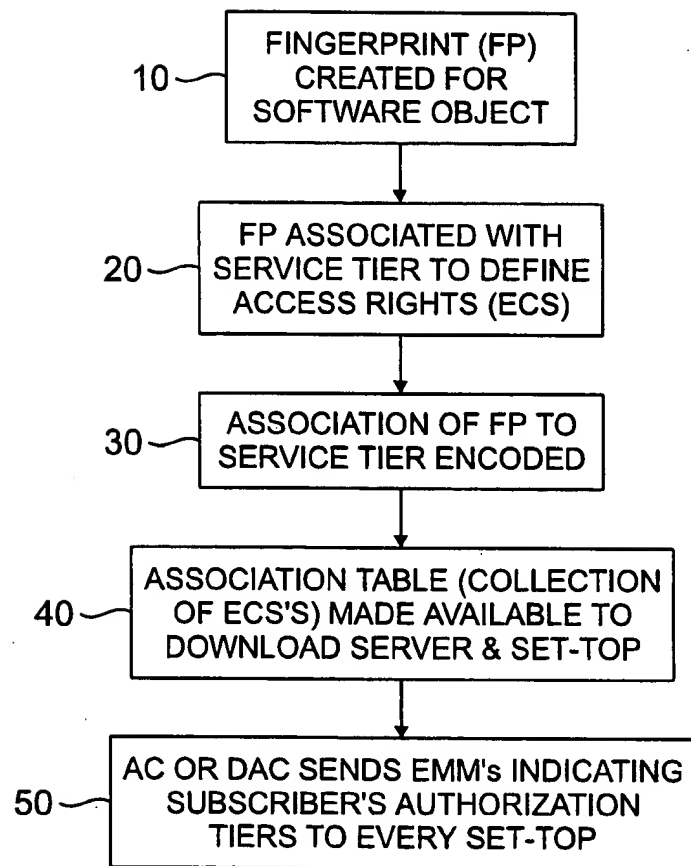 10
FINGERPRINT (FP)
CREATED FOR
SOFTWARE OBJECT
20
FP ASSOCIATED WITH
SERVICE TIER TO DEFINE
ACCESS RIGHTS (ECS)
30
ASSOCIATION OF FP TO
SERVICE TIER ENCODED
40
ASSOCIATION TABLE (COLLECTION
OF ECS'S) MADE AVAILABLE TO
DOWNLOAD SERVER & SET-TOP
50
AC OR DAC SENDS EMM's INDICATING
SUBSCRIBER'S AUTHORIZATION
TIERS TO EVERY SET-TOP